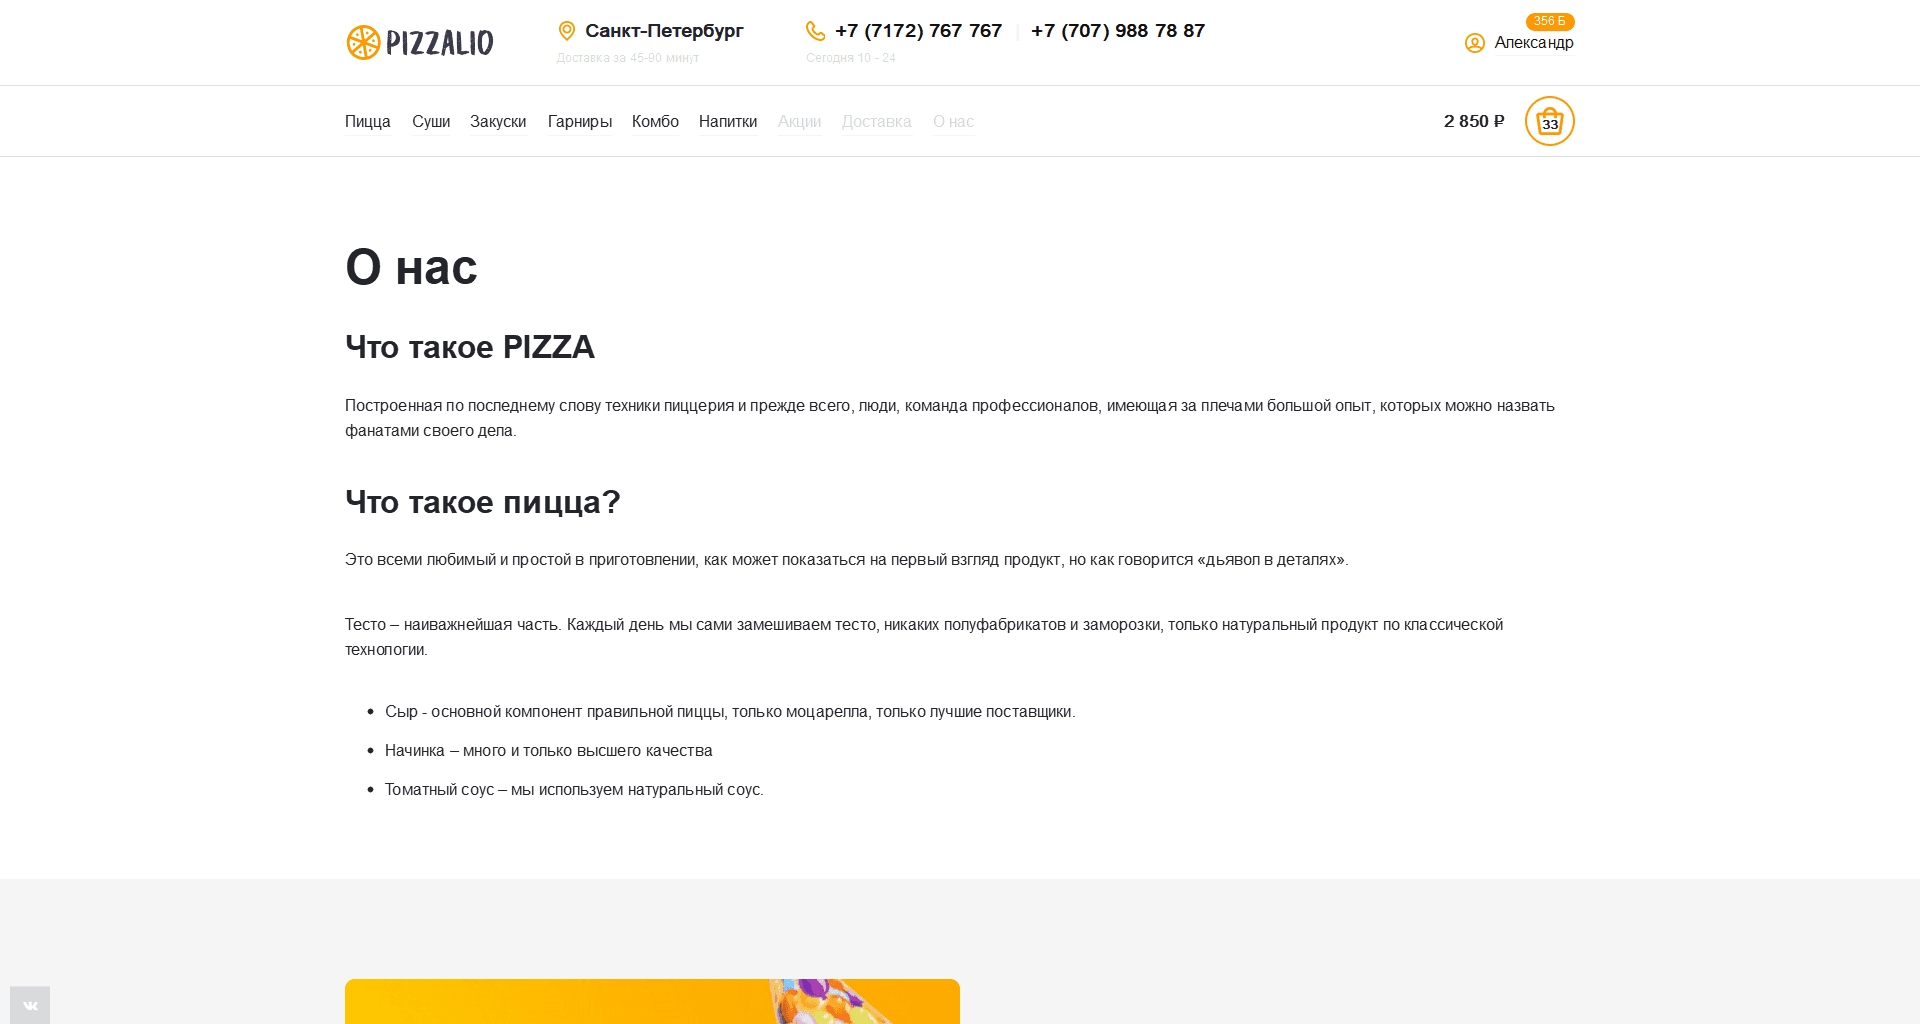 PIZZALIO
Санкт-Петербург
Доставка за 45-90 минут
+7 (7172) 767 767 | +7 (707) 988 78 87
Сегодня 10 - 24
356 Б
Александр
Пицца Суши Закуски Гарниры Комбо Напитки Акции Доставка О нас
2 850 ₽
33
О нас
Что такое PIZZA
Построенная по последнему слову техники пиццерия и прежде всего, люди, команда профессионалов, имеющая за плечами большой опыт, которых можно назвать
фанатами своего дела.
Что такое пицца?
Это всеми любимый и простой в приготовлении, как может показаться на первый взгляд продукт, но как говорится «дьявол в деталях».
Тесто – наиважнейшая часть. Каждый день мы сами замешиваем тесто, никаких полуфабрикатов и заморозки, только натуральный продукт по классической
технологии.
• Сыр - основной компонент правильной пиццы, только моцарелла, только лучшие поставщики.
• Начинка – много и только высшего качества
• Томатный соус – мы используем натуральный соус.